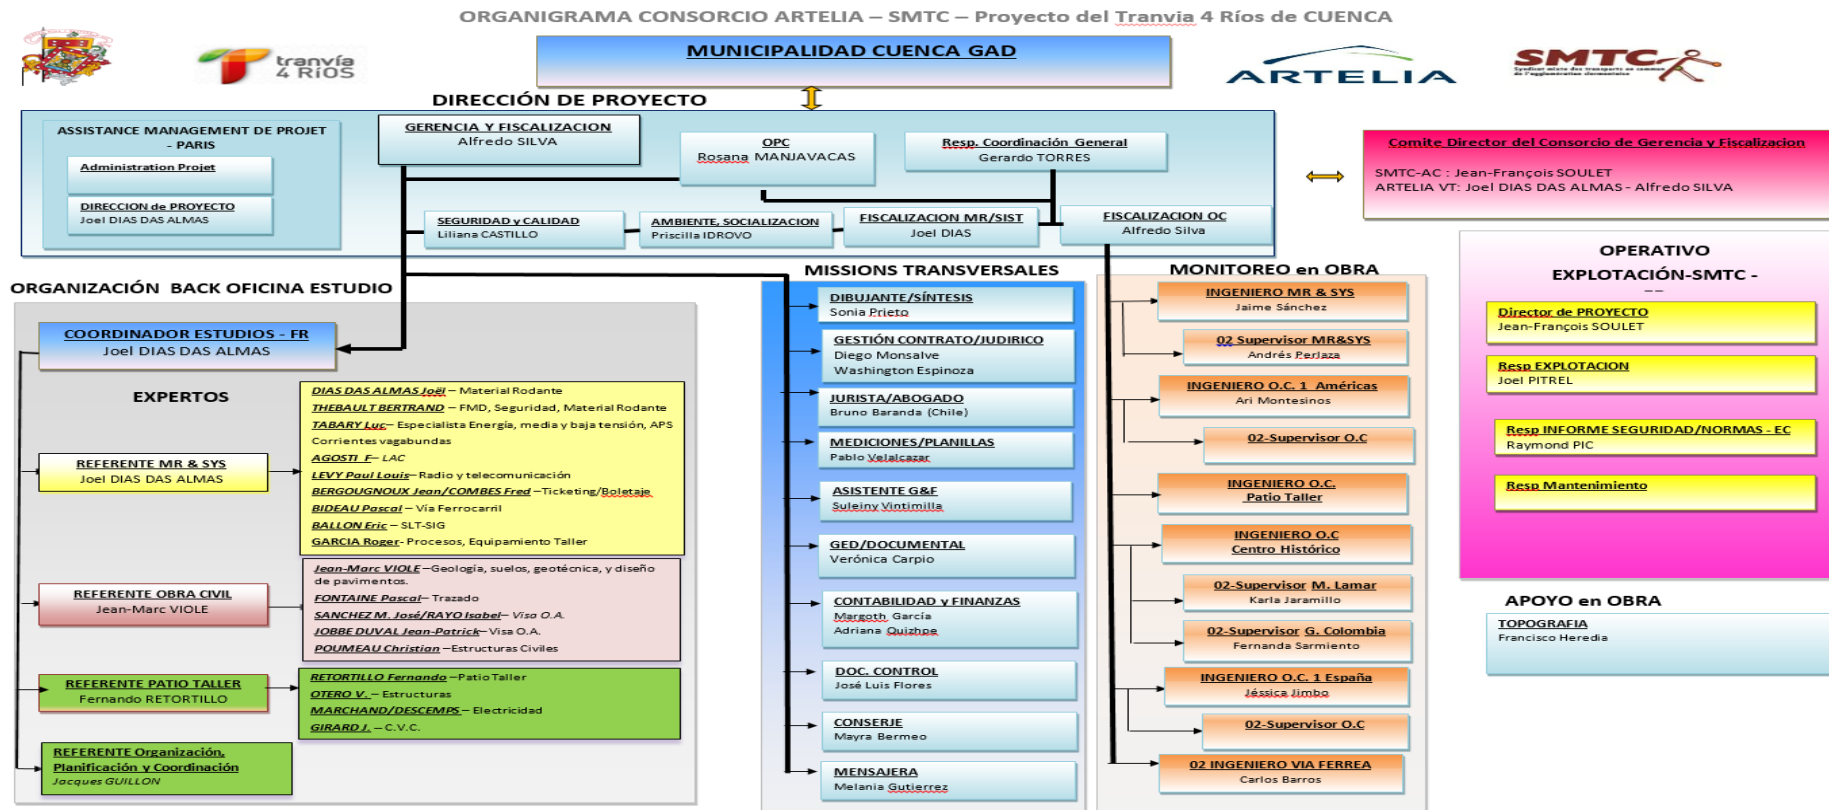 ORGANIGRAMA CONSORCIO ARTELIA – SMTC – Proyecto del Tranvia 4 Ríos de CUENCA
tranvía
4 RíOS
MUNICIPALIDAD CUENCA GAD
ARTELIA
SMTC
Syndicat mixte des transports en commun
de l'agglomération clermontoise
DIRECCIÓN DE PROYECTO
ASSISTANCE MANAGEMENT DE PROJET
- PARIS
Administration Projet
DIRECCION de PROYECTO
Joel DIAS DAS ALMAS
GERENCIA Y FISCALIZACION
Alfredo SILVA
OPC
Rosana MANJAVACAS
Resp. Coordinación General
Gerardo TORRES
SEGURIDAD y CALIDAD
Liliana CASTILLO
AMBIENTE, SOCIALIZACION
Priscilla IDROVO
FISCALIZACION MR/SIST
Joel DIAS
FISCALIZACION OC
Alfredo Silva
Comite Director del Consorcio de Gerencia y Fiscalizacion
SMTC-AC : Jean-François SOULET
ARTELIA VT: Joel DIAS DAS ALMAS - Alfredo SILVA
ORGANIZACIÓN  BACK OFICINA ESTUDIO
COORDINADOR ESTUDIOS - FR
Joel DIAS DAS ALMAS
EXPERTOS
REFERENTE MR & SYS
Joel DIAS DAS ALMAS
DIAS DAS ALMAS Joël – Material Rodante
THEBAULT BERTRAND – FMD, Seguridad, Material Rodante
TABARY Luc– Especialista Energía, media y baja tensión, APS
Corrientes vagabundas
AGOSTI  F– LAC
LEVY Paul Louis– Radio y telecomunicación
BERGOUGNOUX Jean/COMBES Fred –Ticketing/Boletaje
BIDEAU Pascal – Vía Ferrocarril
BALLON Eric – SLT-SIG
GARCIA Roger- Procesos, Equipamiento Taller
REFERENTE OBRA CIVIL
Jean-Marc VIOLE
Jean-Marc VIOLE –Geología, suelos, geotécnica, y diseño
de pavimentos.
FONTAINE Pascal– Trazado
SANCHEZ M. José/RAYO Isabel– Visa O.A.
JOBBE DUVAL Jean-Patrick– Visa O.A.
POUMEAU Christian –Estructuras Civiles
REFERENTE PATIO TALLER
Fernando RETORTILLO
RETORTILLO Fernando –Patio Taller
OTERO V. – Estructuras
MARCHAND/DESCEMPS – Electricidad
GIRARD J. – C.V.C.
REFERENTE Organización,
Planificación y Coordinación
Jacques GUILLON
MISSIONS TRANSVERSALES
DIBUJANTE/SÍNTESIS
Sonia Prieto
GESTIÓN CONTRATO/JUDIRICO
Diego Monsalve
Washington Espinoza
JURISTA/ABOGADO
Bruno Baranda (Chile)
MEDICIONES/PLANILLAS
Pablo Velalcazar
ASISTENTE G&F
Suleiny Vintimilla
GED/DOCUMENTAL
Verónica Carpio
CONTABILIDAD y FINANZAS
Margoth García
Adriana Quizhpe
DOC. CONTROL
José Luis Flores
CONSERJE
Mayra Bermeo
MENSAJERA
Melania Gutierrez
MONITOREO en OBRA
INGENIERO MR & SYS
Jaime Sánchez
02 Supervisor MR&SYS
Andrés Perlaza
INGENIERO O.C. 1  Américas
Ari Montesinos
02-Supervisor O.C
INGENIERO O.C.
Patio Taller
INGENIERO O.C
Centro Histórico
02-Supervisor M. Lamar
Karla Jaramillo
02-Supervisor G. Colombia
Fernanda Sarmiento
INGENIERO O.C. 1 España
Jéssica Jimbo
02-Supervisor O.C
02 INGENIERO VIA FERREA
Carlos Barros
OPERATIVO
EXPLOTACIÓN-SMTC -
Director de PROYECTO
Jean-François SOULET
Resp EXPLOTACION
Joel PITREL
Resp INFORME SEGURIDAD/NORMAS - EC
Raymond PIC
Resp Mantenimiento
APOYO en OBRA
TOPOGRAFIA
Francisco Heredia